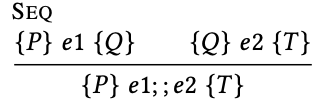 SEQ
{P} e1 {Q} {Q} e2 {T}
{P} e1;; e2 {T}